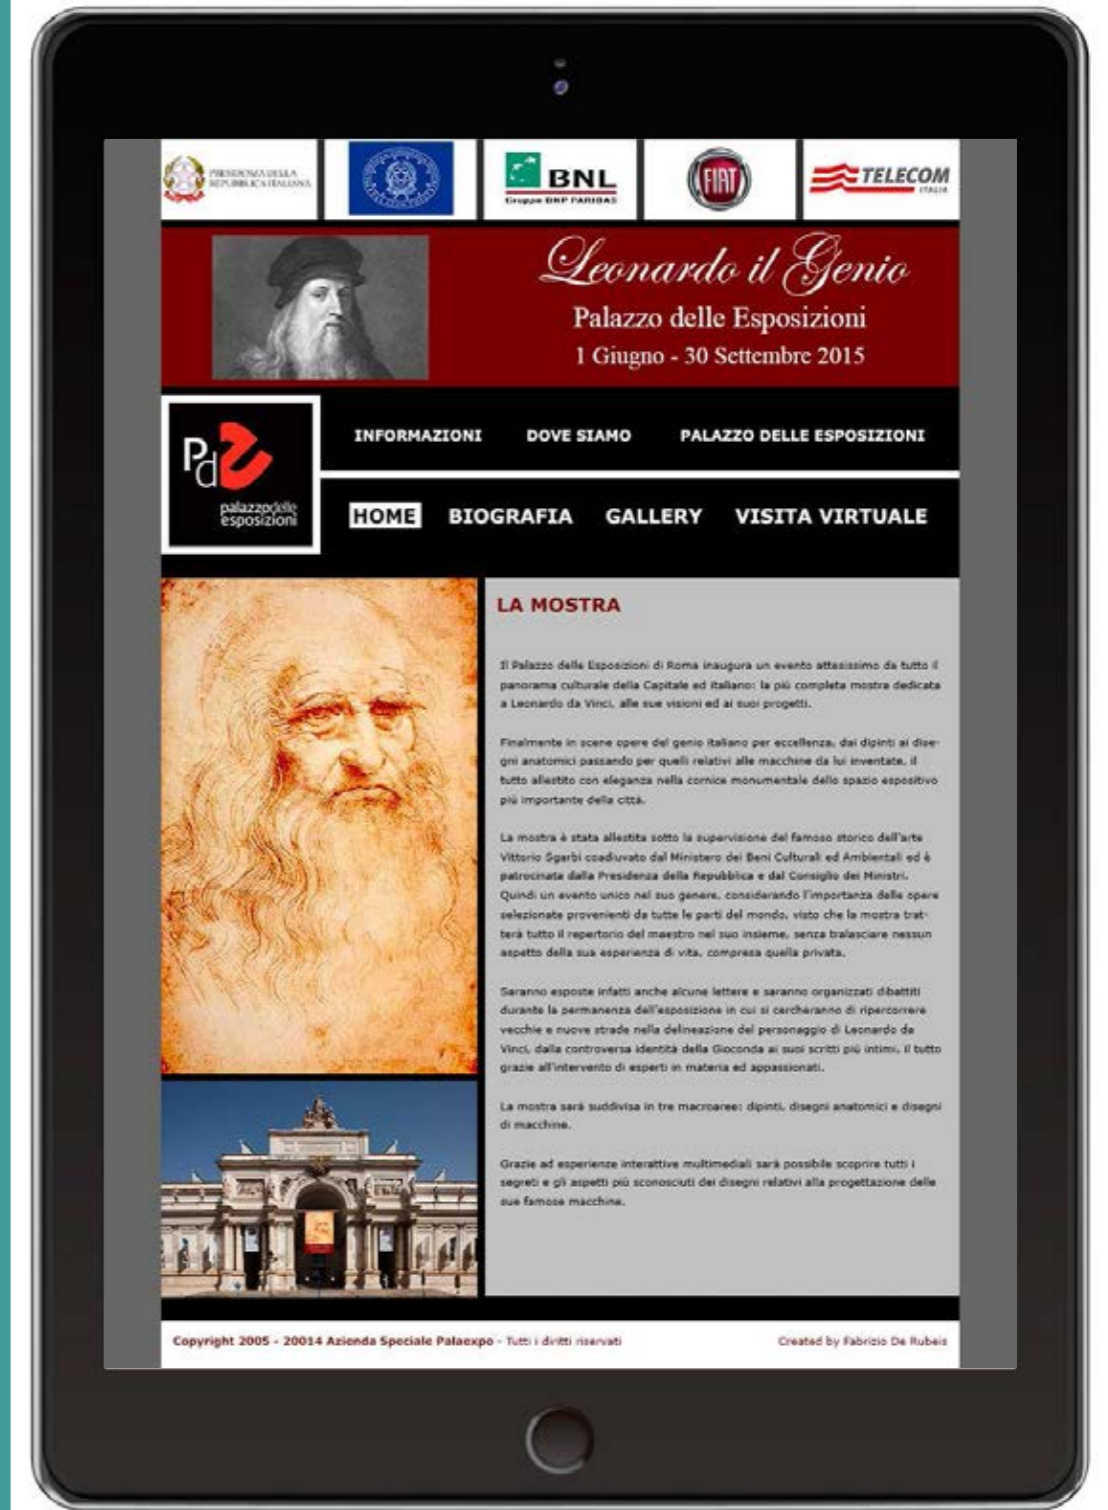 PRESIDENZA DELLA
REPUBBLICA ITALIANA
BNL
Gruppo BNP PARIBAS
FIAT
TELECOM
ITALIA
Leonardo il Genio
Palazzo delle Esposizioni
1 Giugno - 30 Settembre 2015
Pd
palazzodelle
esposizioni
INFORMAZIONI DOVE SIAMO PALAZZO DELLE ESPOSIZIONI
HOME BIOGRAFIA GALLERY VISITA VIRTUALE
LA MOSTRA
Il Palazzo delle Esposizioni di Roma inaugura un evento attesissimo da tutto il
panorama culturale della Capitale ed italiano: la più completa mostra dedicata
a Leonardo da Vinci, alle sue visioni ed ai suoi progetti.
Finalmente in scene opere del genio italiano per eccellenza, dai dipinti ai dise-
gni anatomici passando per quelli relativi alle macchine da lui inventate, il
tutto allestito con eleganza nella cornice monumentale dello spazio espositivo
più importante della città.
La mostra è stata allestita sotto la supervisione del famoso storico dell'arte
Vittorio Sgarbi coadiuvato dal Ministero dei Beni Culturali ed Ambientali ed è
patrocinata dalla Presidenza della Repubblica e dal Consiglio dei Ministri.
Quindi un evento unico nel suo genere, considerando l'importanza delle opere
selezionate provenienti da tutte le parti del mondo, visto che la mostra trat-
terà tutto il repertorio del maestro nel suo insieme, senza tralasciare nessun
aspetto della sua esperienza di vita, compresa quella privata.
Saranno esposte infatti anche alcune lettere e saranno organizzati dibattiti
durante la permanenza dell'esposizione in cui si cercheranno di ripercorrere
vecchie e nuove strade nella delineazione del personaggio di Leonardo da
Vinci, dalla controversa identità della Gioconda ai suoi scritti più intimi, il tutto
grazie all'intervento di esperti in materia ed appassionati.
La mostra sarà suddivisa in tre macroaree: dipinti, disegni anatomici e disegni
di macchine.
Grazie ad esperienze interattive multimediali sarà possibile scoprire tutti i
segreti e gli aspetti più sconosciuti dei disegni relativi alla progettazione delle
sue famose macchine.
Copyright 2005 - 20014 Azienda Speciale Palaexpo - Tutti i diritti riservati
Created by Fabrizio De Rubeis